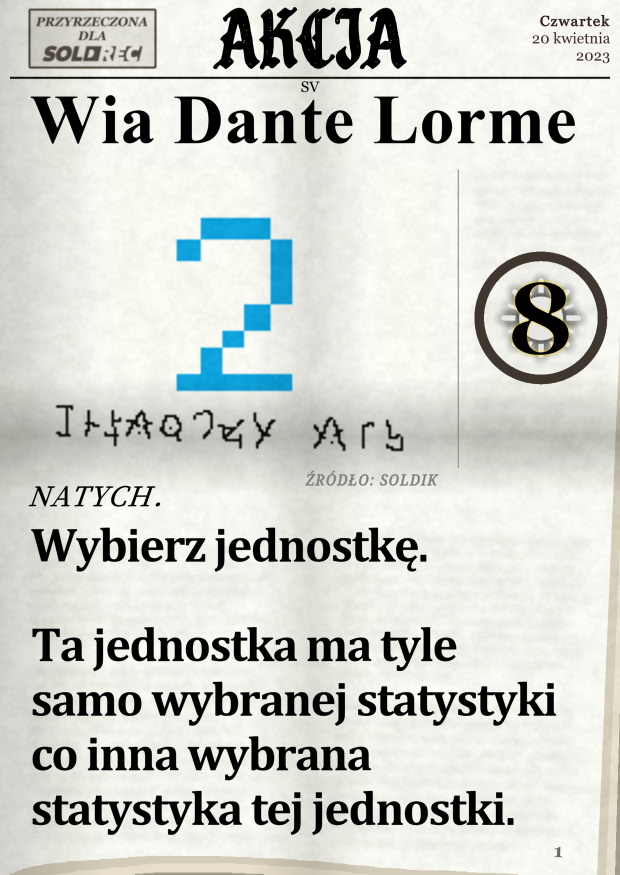 PRZYRZECZONA
DLA
SOLDREC
AKCJA
Czwartek
20 kwietnia
2023
SV
Wia Dante Lorme
2
8
ŹRÓDŁO: SOLDIK
NATYCH.
Wybierz jednostkę.
Ta jednostka ma tyle
samo wybranej statystyki
co inna wybrana
statystyka tej jednostki.
1